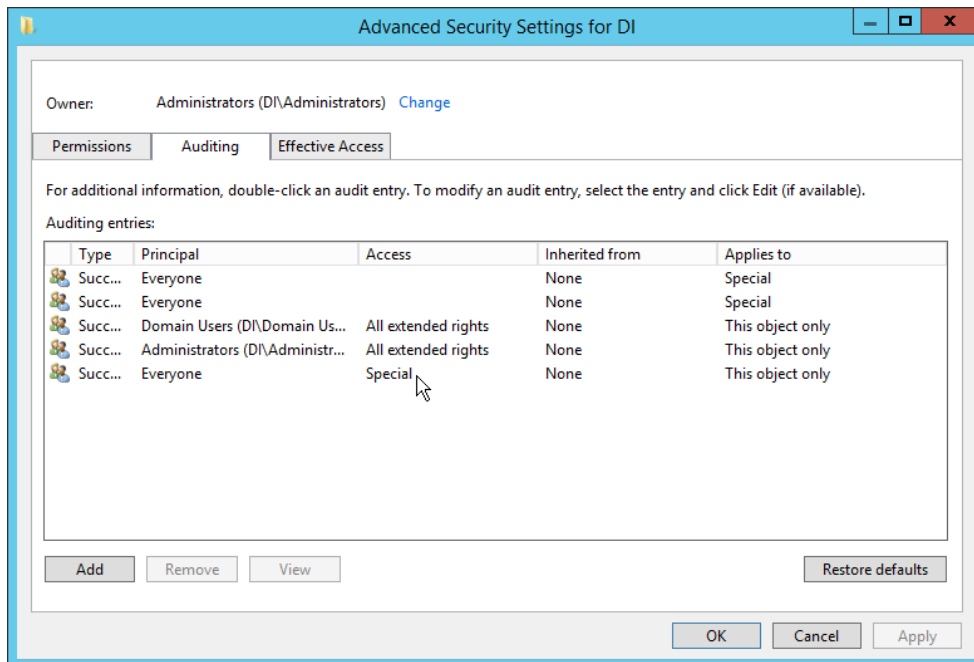 Advanced Security Settings for DI
Owner: Administrators (DI\Administrators) Change
Permissions Auditing Effective Access
For additional information, double-click an audit entry. To modify an audit entry, select the entry and click Edit (if available).
Auditing entries:
Type Principal Access Inherited from Applies to
Succ... Everyone None Special
Succ... Everyone None Special
Succ... Domain Users (DI\Domain Us... All extended rights None This object only
Succ... Administrators (DI\Administr... All extended rights None This object only
Succ... Everyone Special None This object only
Add Remove View Restore defaults
OK Cancel Apply